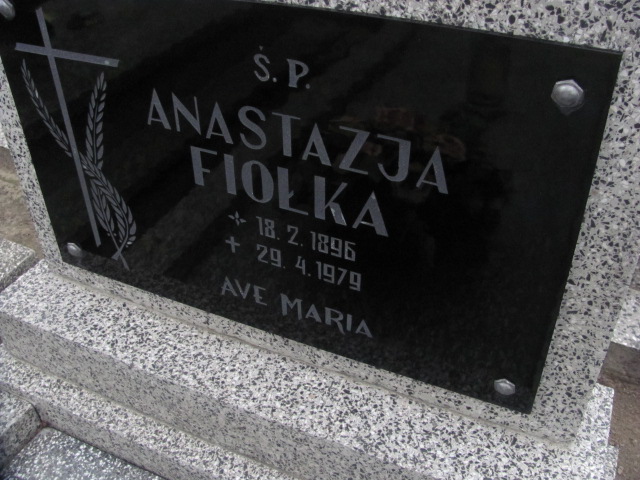 Ś. P.
ANASTAZJA
FIOŁKA
18. 2. 1896
29. 4. 1979
AVE MARIA